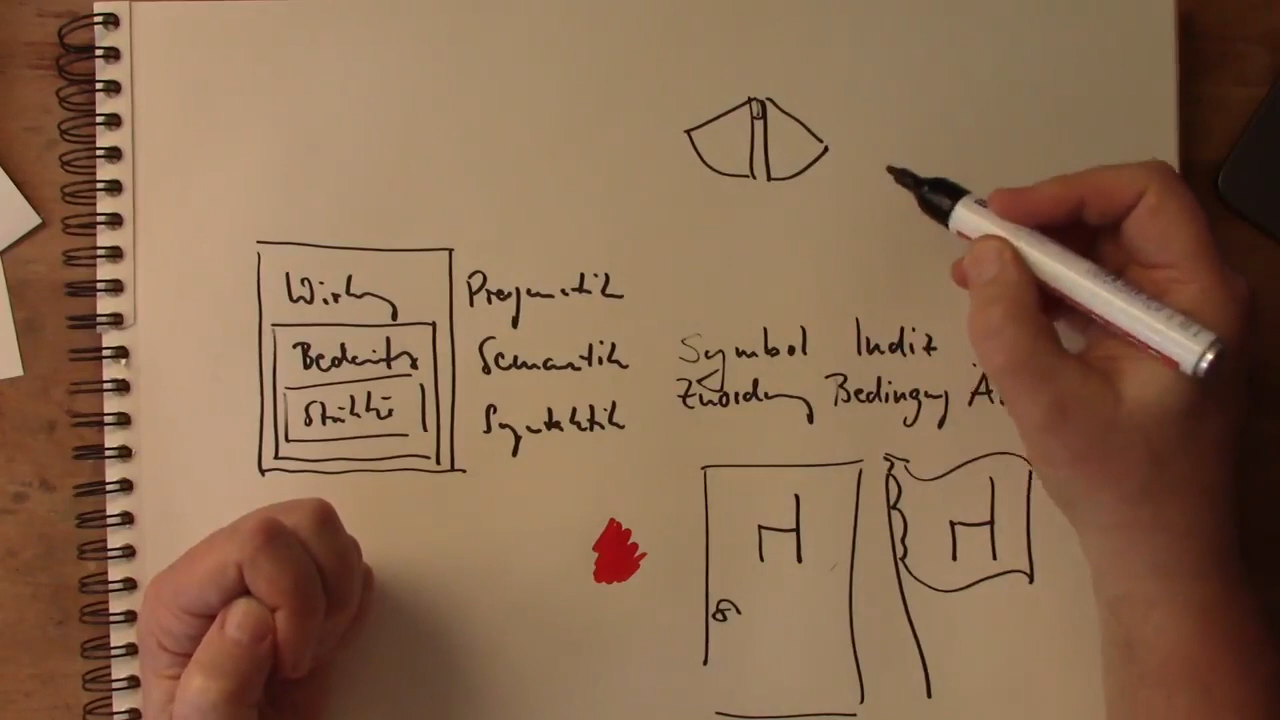 Wirkung Pragmatik
Bedeutung Semantik
Struktur Syntaktik
Symbol Indiz
Zuordnung Bedingung